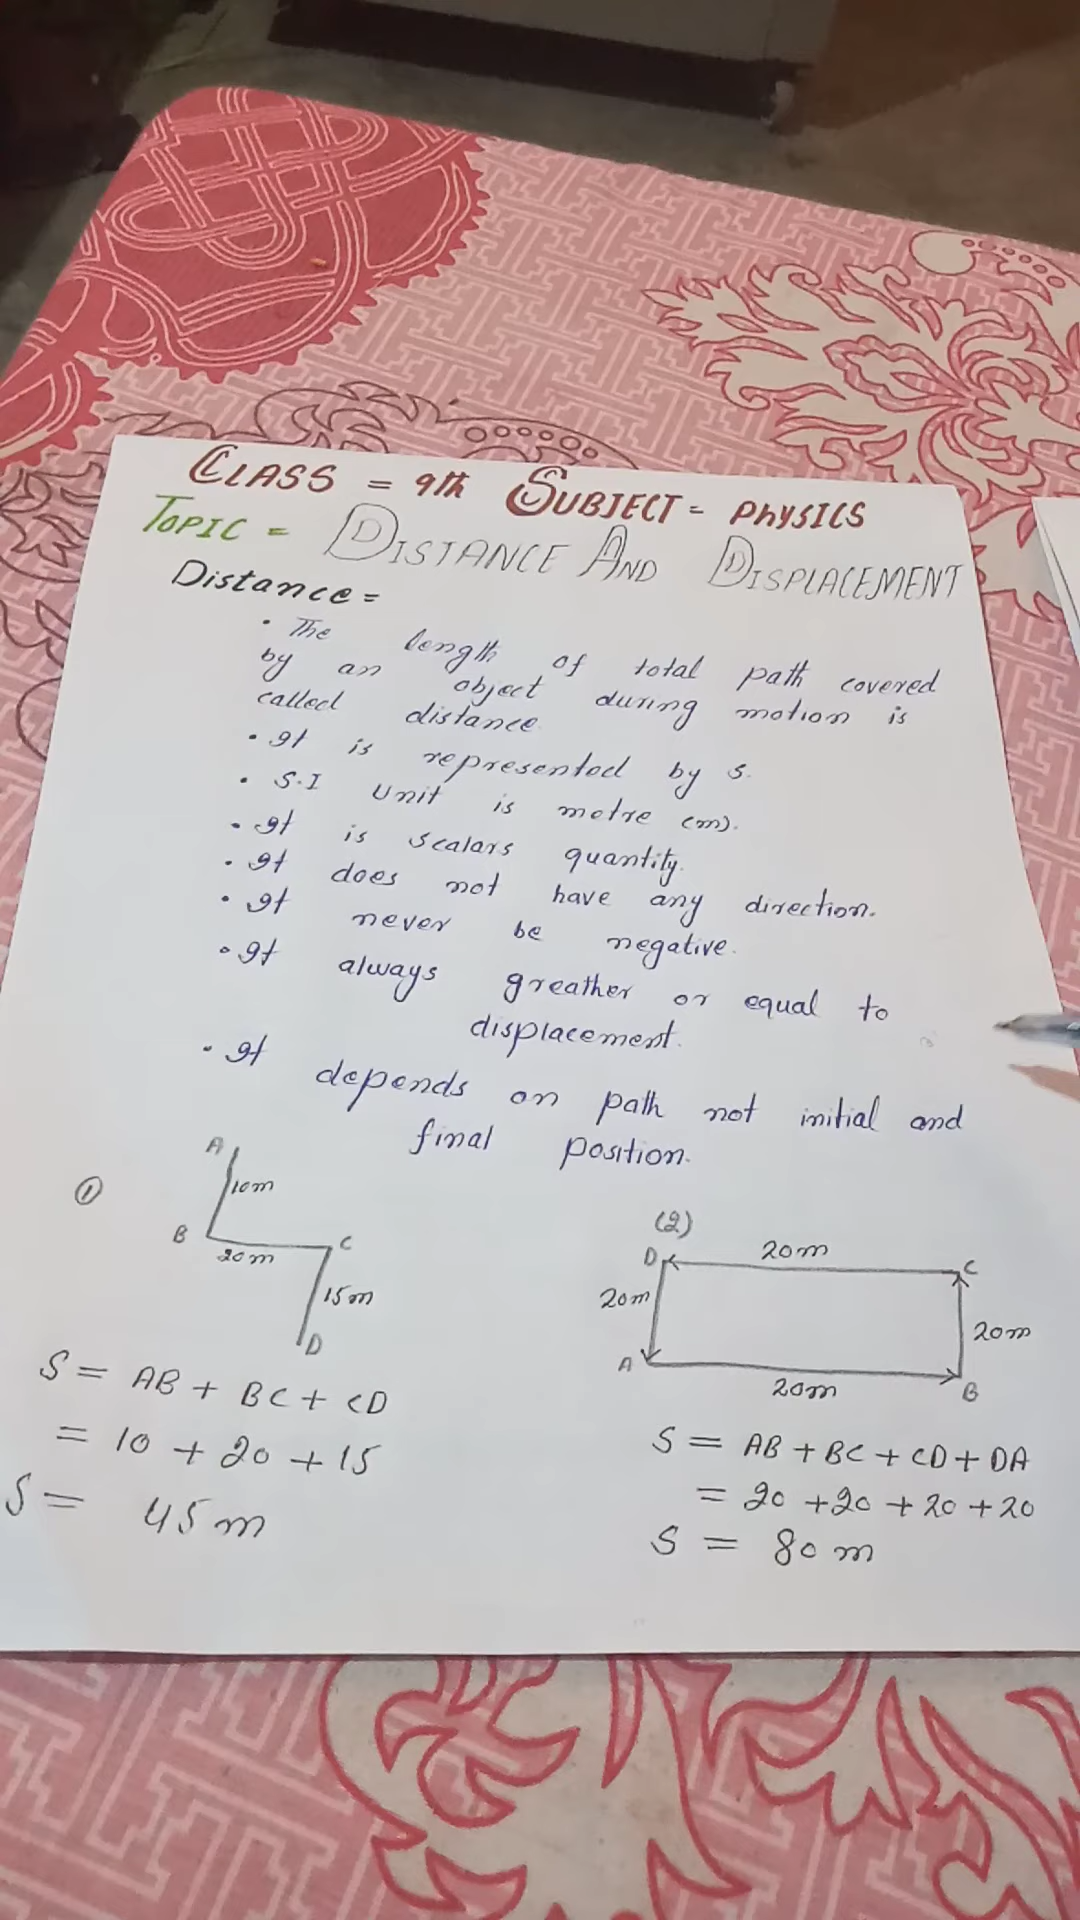 CLASS = 9th SUBJECT = PHYSICS
TOPIC = DISTANCE AND DISPLACEMENT
Distance =
• The length of total path covered
by an object during motion is
called distance.
• It is represented by s.
• S.I unit is metre (m).
• It is scalars quantity.
• It does not have any direction.
• It never be negative.
• It always greather or equal to
displacement.
• It depends on path not initial and
final position.
①
A
10m
B
20m
C
15m
D
S = AB + BC + CD
= 10 + 20 + 15
S = 45 m
(2)
D
20m
C
20m
20m
A
20m
B
S = AB + BC + CD + DA
= 20 + 20 + 20 + 20
S = 80 m